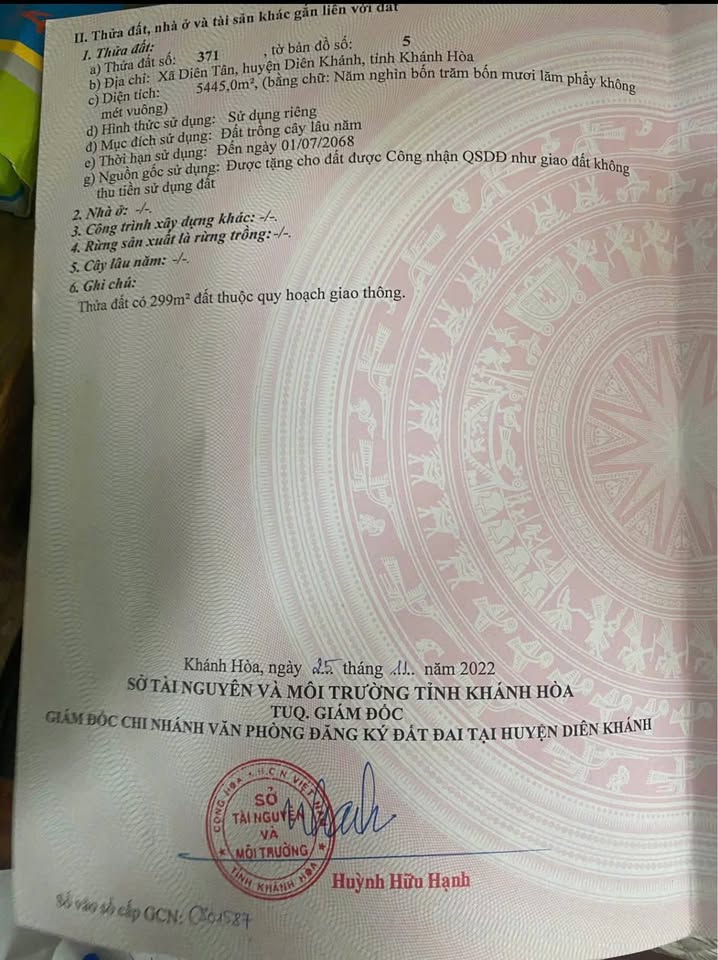 II. Thửa đất, nhà ở và tài sản khác gắn liền với đất
1. Thửa đất:
a) Thửa đất số: 371 , tờ bản đồ số: 5
b) Địa chỉ: Xã Diên Tân, huyện Diên Khánh, tỉnh Khánh Hòa
c) Diện tích: 5445,0m², (bằng chữ: Năm nghìn bốn trăm bốn mươi lăm phẩy không
mét vuông)
d) Hình thức sử dụng: Sử dụng riêng
đ) Mục đích sử dụng: Đất trồng cây lâu năm
e) Thời hạn sử dụng: Đến ngày 01/07/2068
g) Nguồn gốc sử dụng: Được tặng cho đất được Công nhận QSDĐ như giao đất không
thu tiền sử dụng đất
2. Nhà ở: -/-.
3. Công trình xây dựng khác: -/-.
4. Rừng sản xuất là rừng trồng: -/-.
5. Cây lâu năm: -/-.
6. Ghi chú:
Thửa đất có 299m² đất thuộc quy hoạch giao thông.
Khánh Hòa, ngày 25 tháng 11 năm 2022
SỞ TÀI NGUYÊN VÀ MÔI TRƯỜNG TỈNH KHÁNH HÒA
TUQ. GIÁM ĐỐC
GIÁM ĐỐC CHI NHÁNH VĂN PHÒNG ĐĂNG KÝ ĐẤT ĐAI TẠI HUYỆN DIÊN KHÁNH
SỞ
TÀI NGUYÊN
VÀ
MÔI TRƯỜNG
TỈNH KHÁNH HÒA
Huỳnh Hữu Hạnh
Số vào sổ cấp GCN: